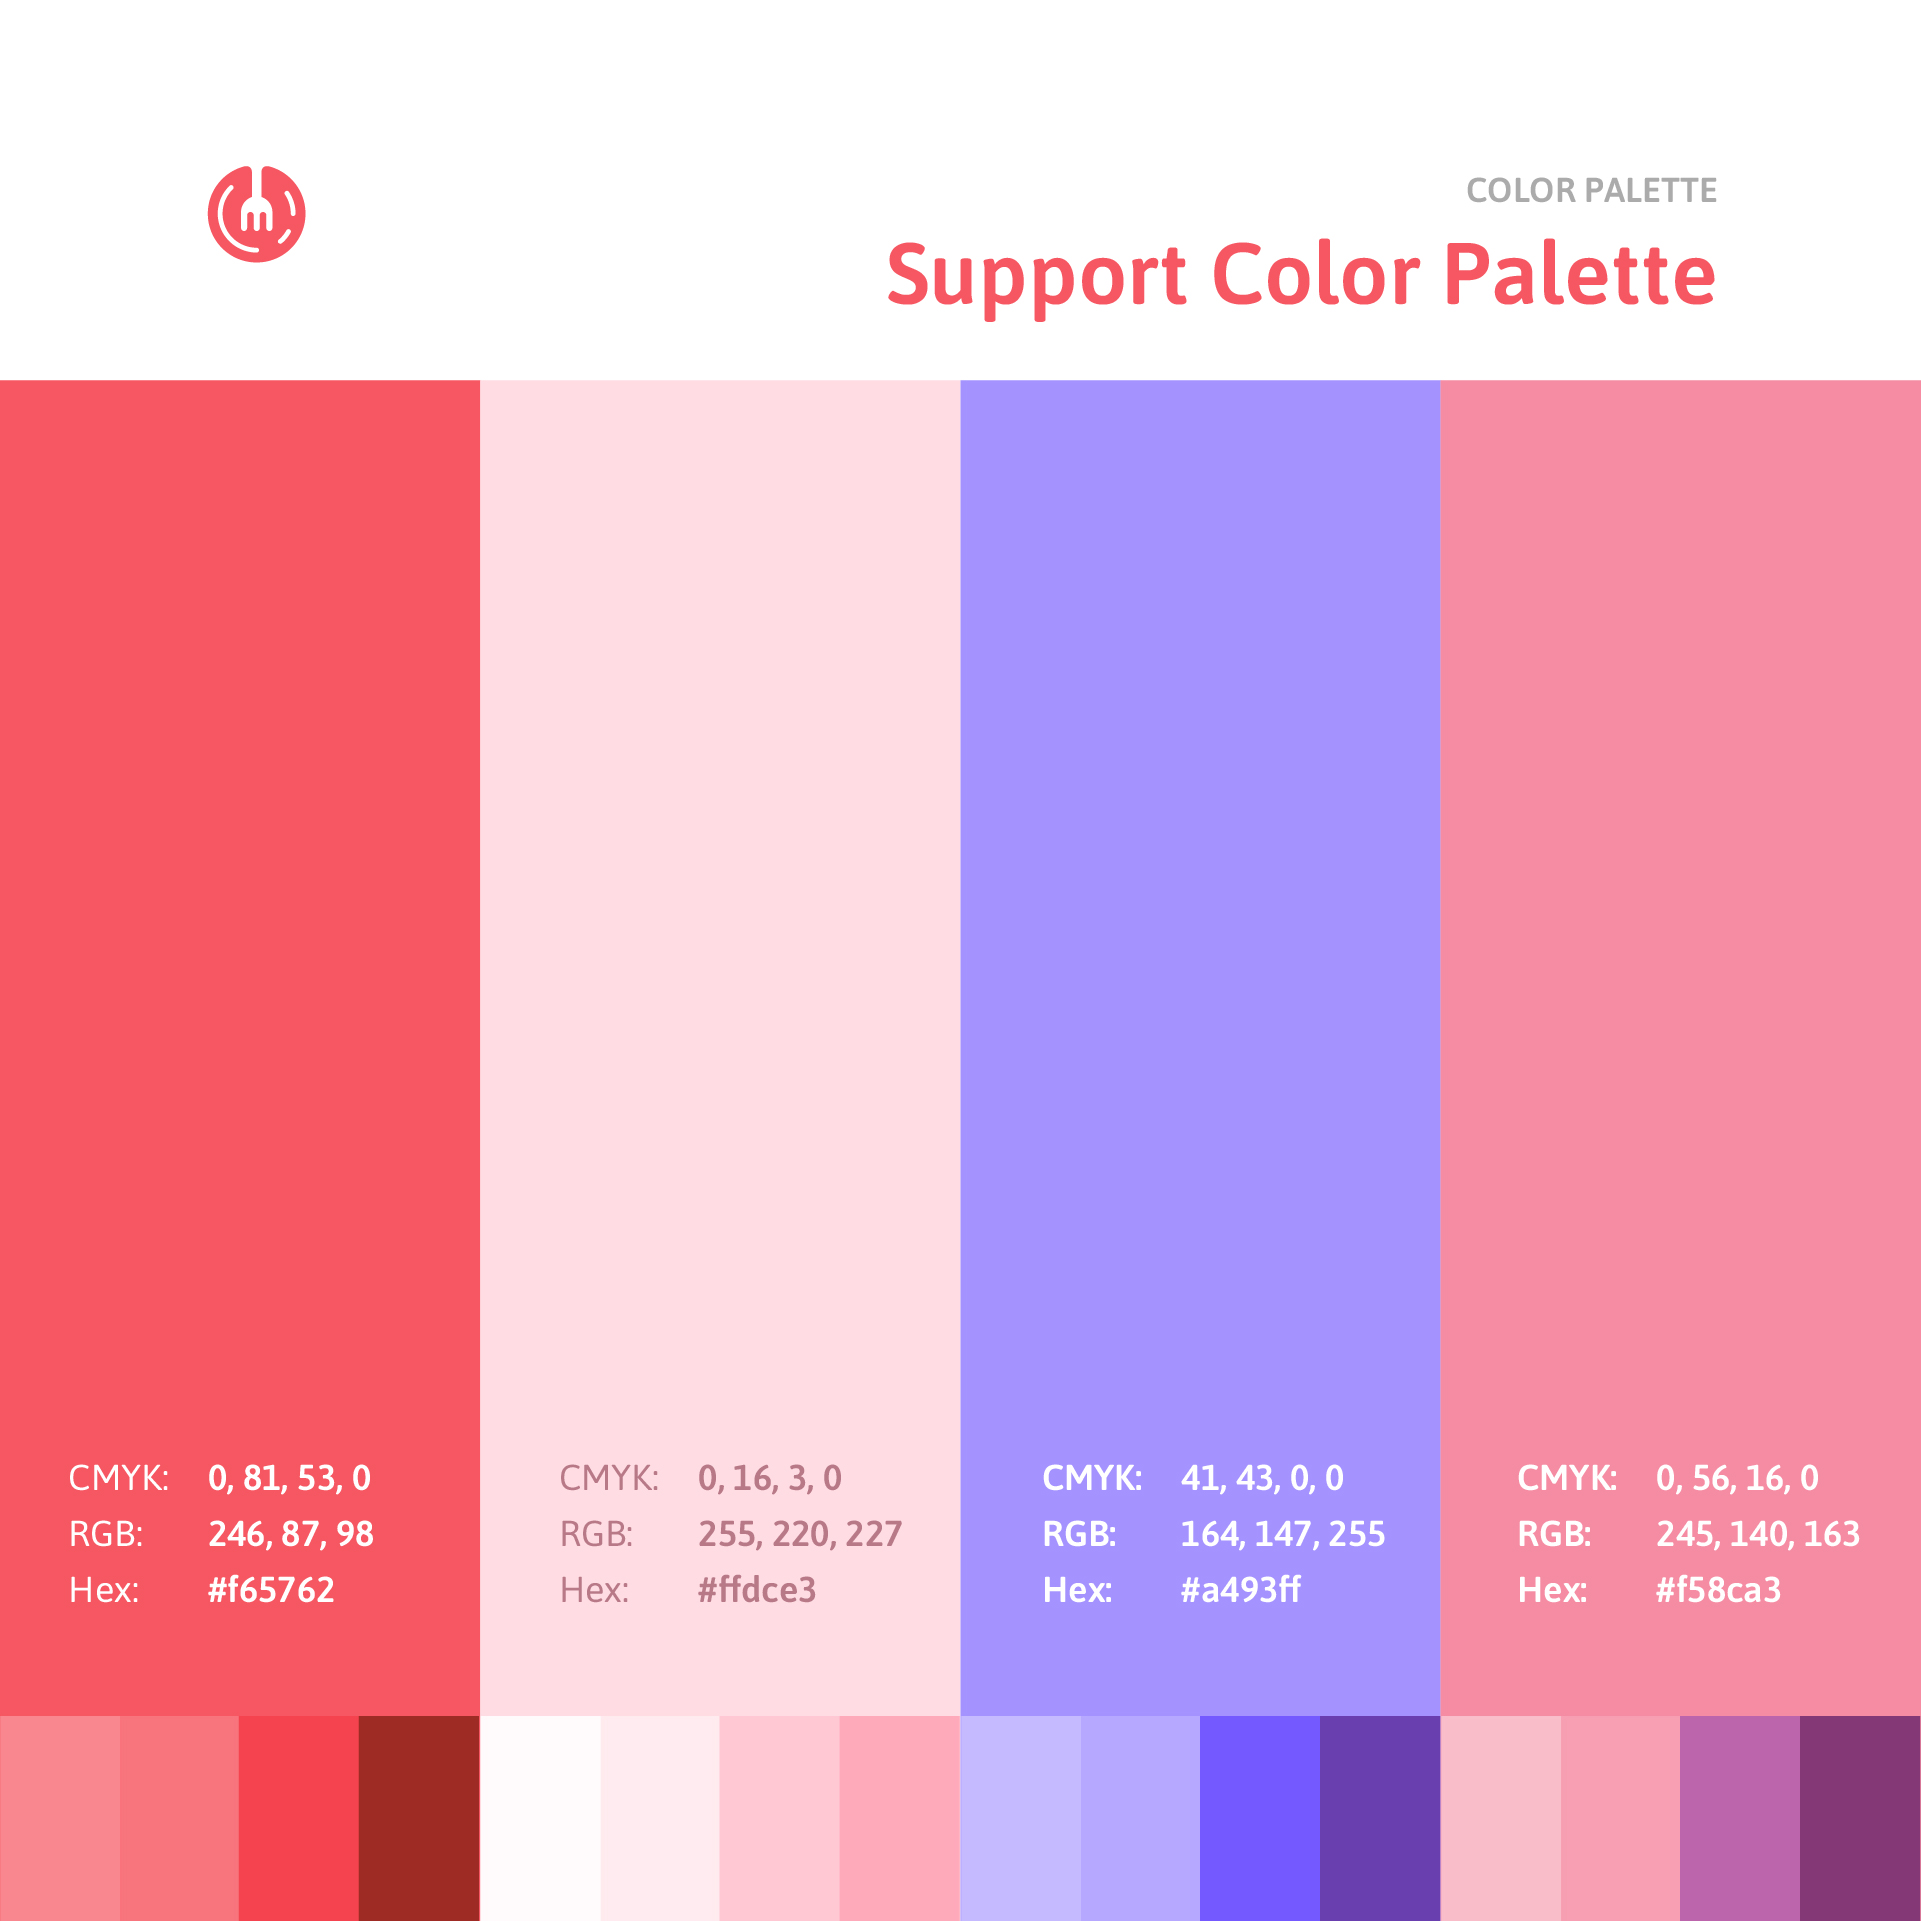 COLOR PALETTE
Support Color Palette
CMYK: 0, 81, 53, 0
RGB: 246, 87, 98
Hex: #f65762
CMYK: 0, 16, 3, 0
RGB: 255, 220, 227
Hex: #ffdce3
CMYK: 41, 43, 0, 0
RGB: 164, 147, 255
Hex: #a493ff
CMYK: 0, 56, 16, 0
RGB: 245, 140, 163
Hex: #f58ca3